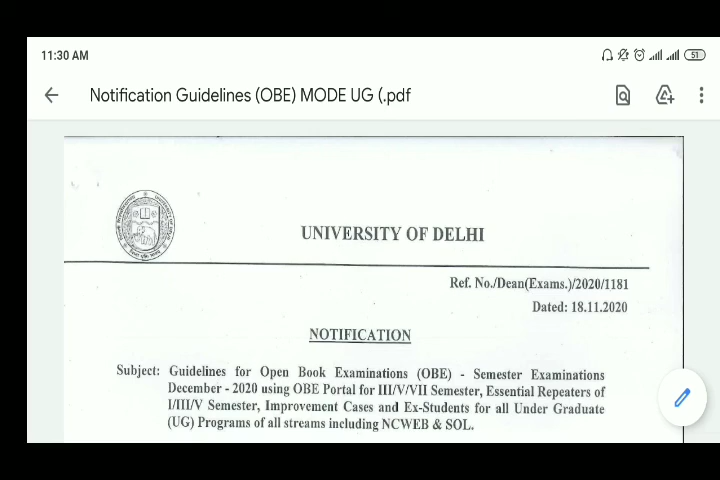 11:30 AM
51
Notification Guidelines (OBE) MODE UG (.pdf
UNIVERSITY OF DELHI
Ref. No./Dean(Exams.)/2020/1181
Dated: 18.11.2020
NOTIFICATION
Subject: Guidelines for Open Book Examinations (OBE) - Semester Examinations
December - 2020 using OBE Portal for III/V/VII Semester, Essential Repeaters of
I/III/V Semester, Improvement Cases and Ex-Students for all Under Graduate
(UG) Programs of all streams including NCWEB & SOL.